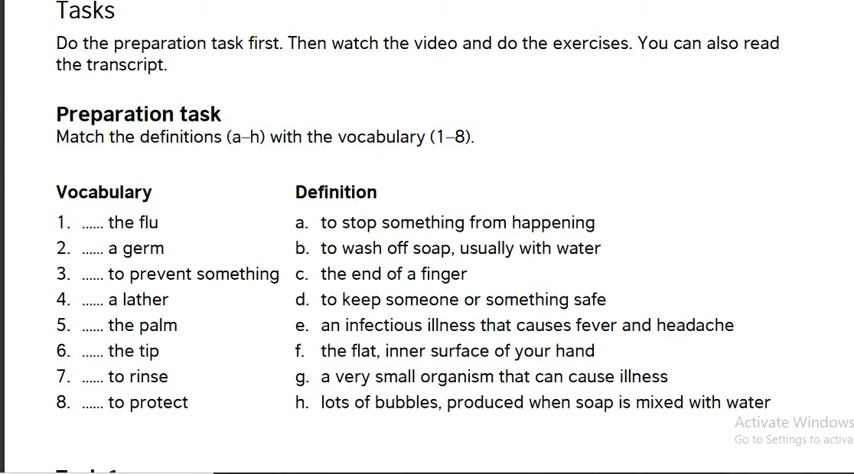 Tasks
Do the preparation task first. Then watch the video and do the exercises. You can also read
the transcript.
Preparation task
Match the definitions (a–h) with the vocabulary (1–8).
Vocabulary Definition
1. ...... the flu a. to stop something from happening
2. ...... a germ b. to wash off soap, usually with water
3. ...... to prevent something c. the end of a finger
4. ...... a lather d. to keep someone or something safe
5. ...... the palm e. an infectious illness that causes fever and headache
6. ...... the tip f. the flat, inner surface of your hand
7. ...... to rinse g. a very small organism that can cause illness
8. ...... to protect h. lots of bubbles, produced when soap is mixed with water
Activate Windows
Go to Settings to activa